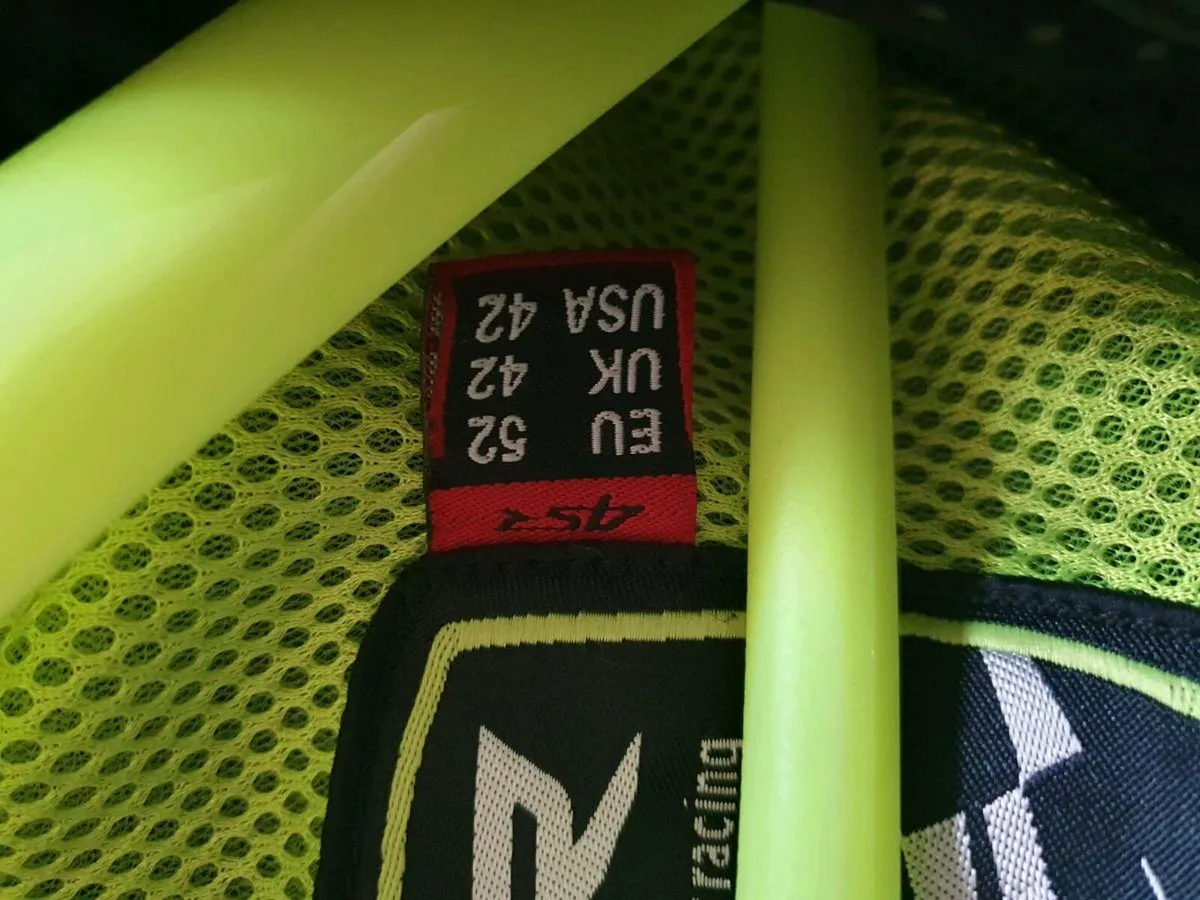 4SR
EU 52
UK 42
USA 42
racing